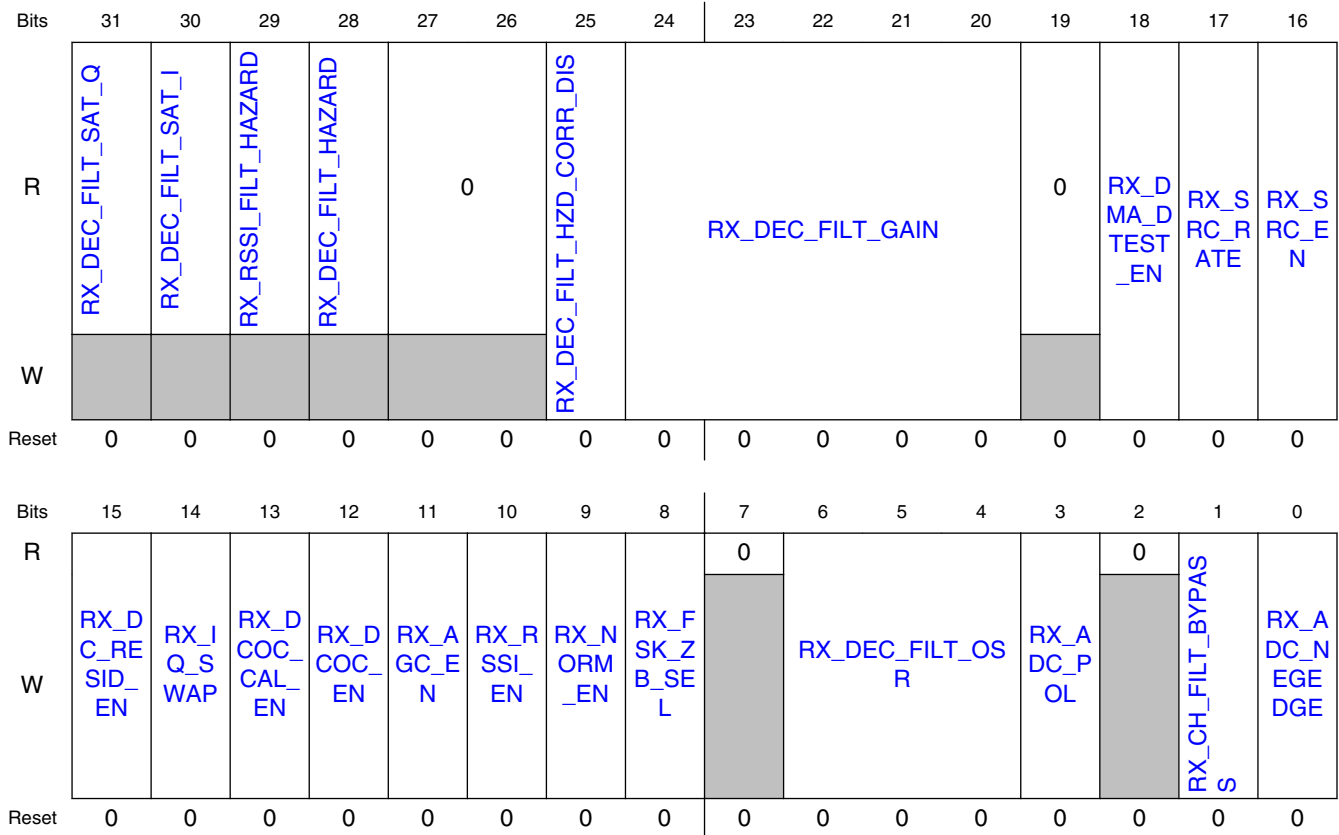 Bits 31 30 29 28 27 26 25 24 23 22 21 20 19 18 17 16
R
RX_DEC_FILT_SAT_Q
RX_DEC_FILT_SAT_I
RX_RSSI_FILT_HAZARD
RX_DEC_FILT_HAZARD
0
RX_DEC_FILT_HZD_CORR_DIS
RX_DEC_FILT_GAIN
0
RX_D
MA_D
TEST
_EN
RX_S
RC_R
ATE
RX_S
RC_E
N
W
Reset 0 0 0 0 0 0 0 0 0 0 0 0 0 0 0 0
Bits 15 14 13 12 11 10 9 8 7 6 5 4 3 2 1 0
R
RX_D
C_RE
SID_
EN
RX_I
Q_S
WAP
RX_D
COC_
CAL_
EN
RX_D
COC_
EN
RX_A
GC_E
N
RX_R
SSI_
EN
RX_N
ORM
_EN
RX_F
SK_Z
B_SE
L
0
RX_DEC_FILT_OS
R
RX_A
DC_P
OL
0
RX_CH_FILT_BYPAS
S
RX_A
DC_N
EGE
DGE
W
Reset 0 0 0 0 0 0 0 0 0 0 0 0 0 0 0 0